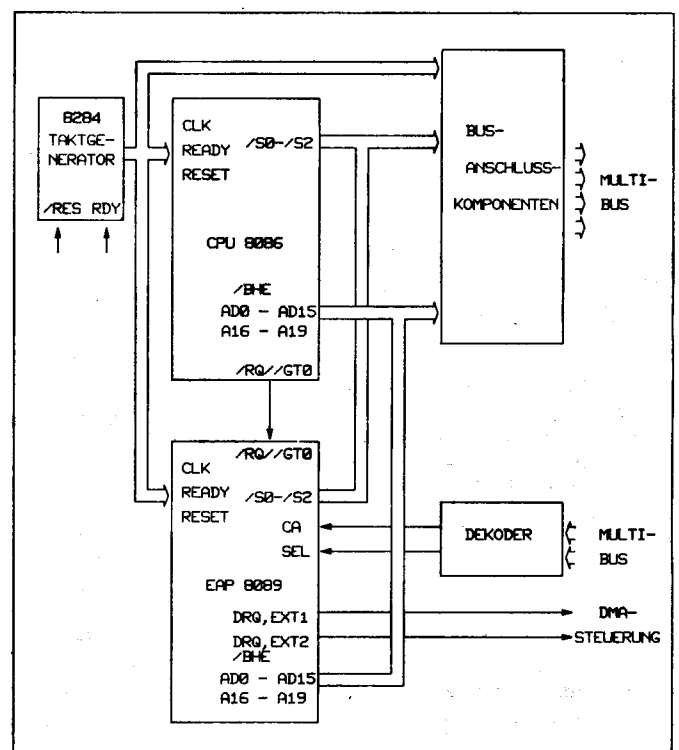 8284
TAKTGE-
NERATOR
/RES RDY
CLK
READY
RESET
/S0-/S2
CPU 8086
/BHE
AD0 - AD15
A16 - A19
/RQ//GT0
BUS-
ANSCHLUSS-
KOMPONENTEN
MULTI-
BUS
/RQ//GT0
CLK
READY
RESET
/S0-/S2
CA
SEL
EAP 8089
DRQ,EXT1
DRQ,EXT2
/BHE
AD0 - AD15
A16 - A19
DEKODER
MULTI-
BUS
DMA-
STEUERUNG